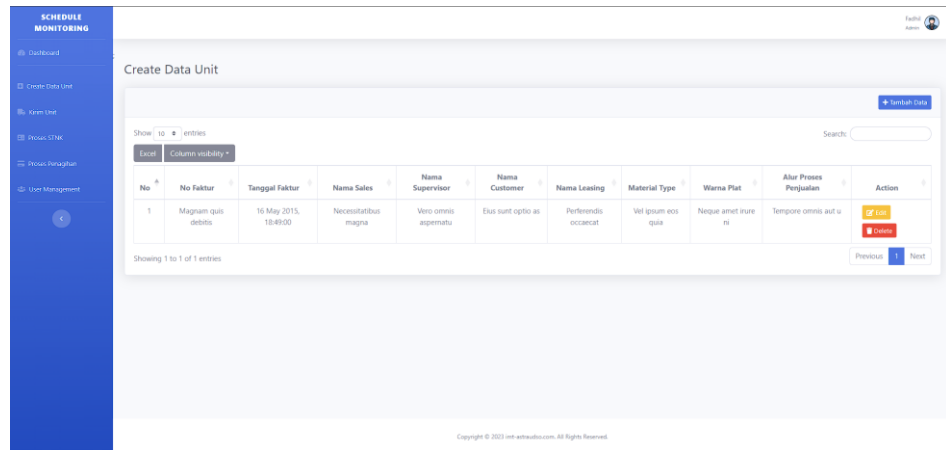 SCHEDULE
MONITORING
Fadhil
Admin
Dashboard
Create Data Unit
Create Data Unit
Kirim Unit
Proses STNK
Proses Penagihan
User Management
+ Tambah Data
Show 10 entries
Search:
Excel Column visibility
No No Faktur Tanggal Faktur Nama Sales Nama Supervisor Nama Customer Nama Leasing Material Type Warna Plat Alur Proses Penjualan Action
1 Magnam quis debitis 16 May 2015, 18:49:00 Necessitatibus magna Vero omnis aspernatu Eius sunt optio as Perferendis occaecat Vel ipsum eos quia Neque amet irure ni Tempore omnis aut u Edit
Delete
Showing 1 to 1 of 1 entries
Previous 1 Next
Copyright © 2023 All Rights Reserved.